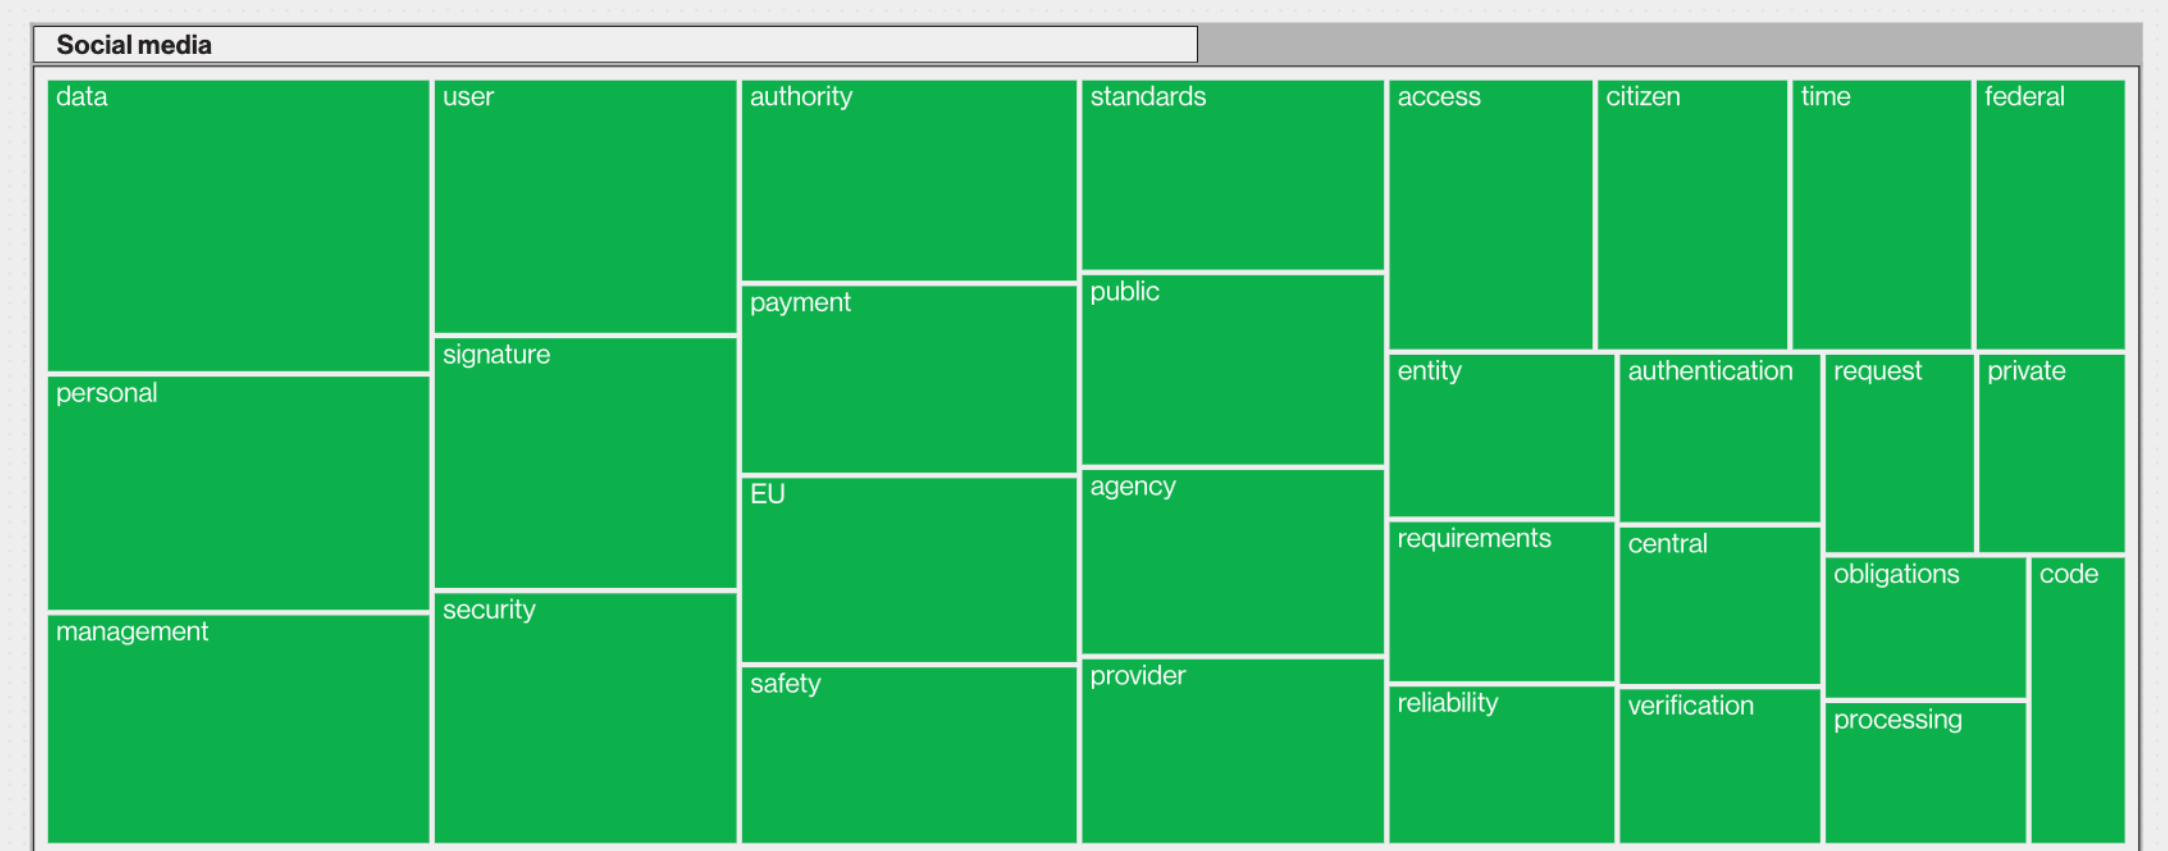 Social media
data
user
authority
standards
access
citizen
time
federal
payment
public
signature
entity
authentication
request
private
personal
EU
agency
requirements
central
obligations
code
security
management
safety
provider
reliability
verification
processing